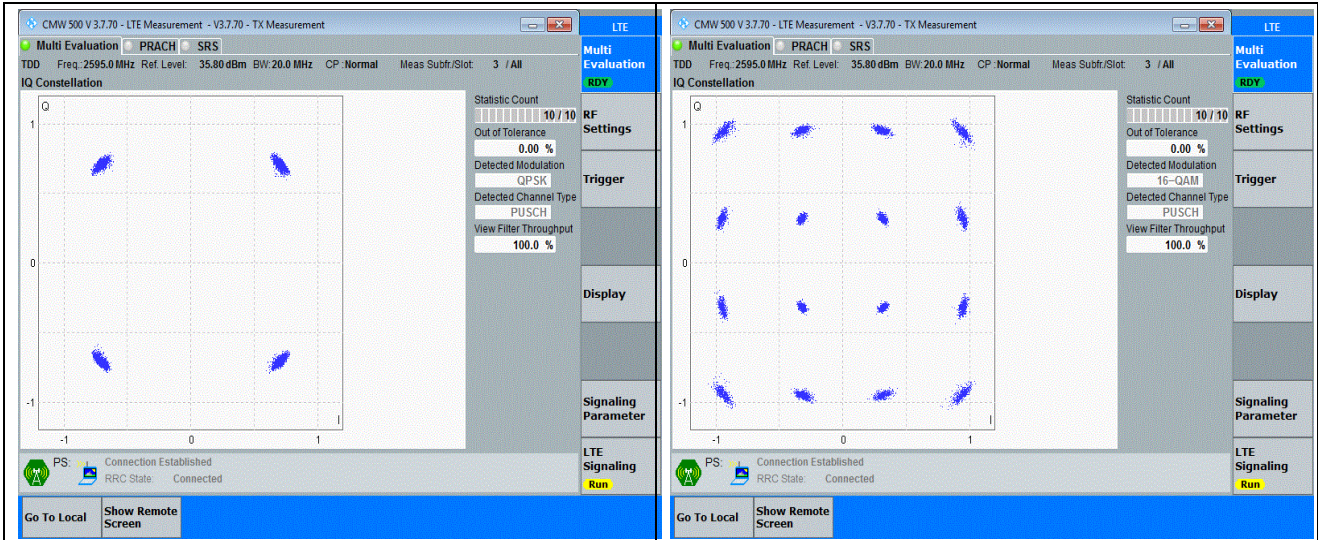 CMW 500 V 3.7.70 - LTE Measurement - V3.7.70 - TX Measurement
LTE
Multi Evaluation PRACH SRS
Multi
Evaluation
RDY
TDD Freq.:2595.0 MHz Ref. Level: 35.80 dBm BW:20.0 MHz CP :Normal Meas Subfr./Slot: 3 / All
IQ Constellation
Q
1
0
-1
-1 0 1
I
Statistic Count
10 / 10
Out of Tolerance
0.00 %
Detected Modulation
QPSK
Detected Channel Type
PUSCH
View Filter Throughput
100.0 %
RF
Settings
Trigger
Display
Signaling
Parameter
LTE
Signaling
Run
PS: Connection Established
RRC State: Connected
Go To Local
Show Remote
Screen
CMW 500 V 3.7.70 - LTE Measurement - V3.7.70 - TX Measurement
LTE
Multi Evaluation PRACH SRS
Multi
Evaluation
RDY
TDD Freq.:2595.0 MHz Ref. Level: 35.80 dBm BW:20.0 MHz CP :Normal Meas Subfr./Slot: 3 / All
IQ Constellation
Q
1
0
-1
-1 0 1
I
Statistic Count
10 / 10
Out of Tolerance
0.00 %
Detected Modulation
16-QAM
Detected Channel Type
PUSCH
View Filter Throughput
100.0 %
RF
Settings
Trigger
Display
Signaling
Parameter
LTE
Signaling
Run
PS: Connection Established
RRC State: Connected
Go To Local
Show Remote
Screen